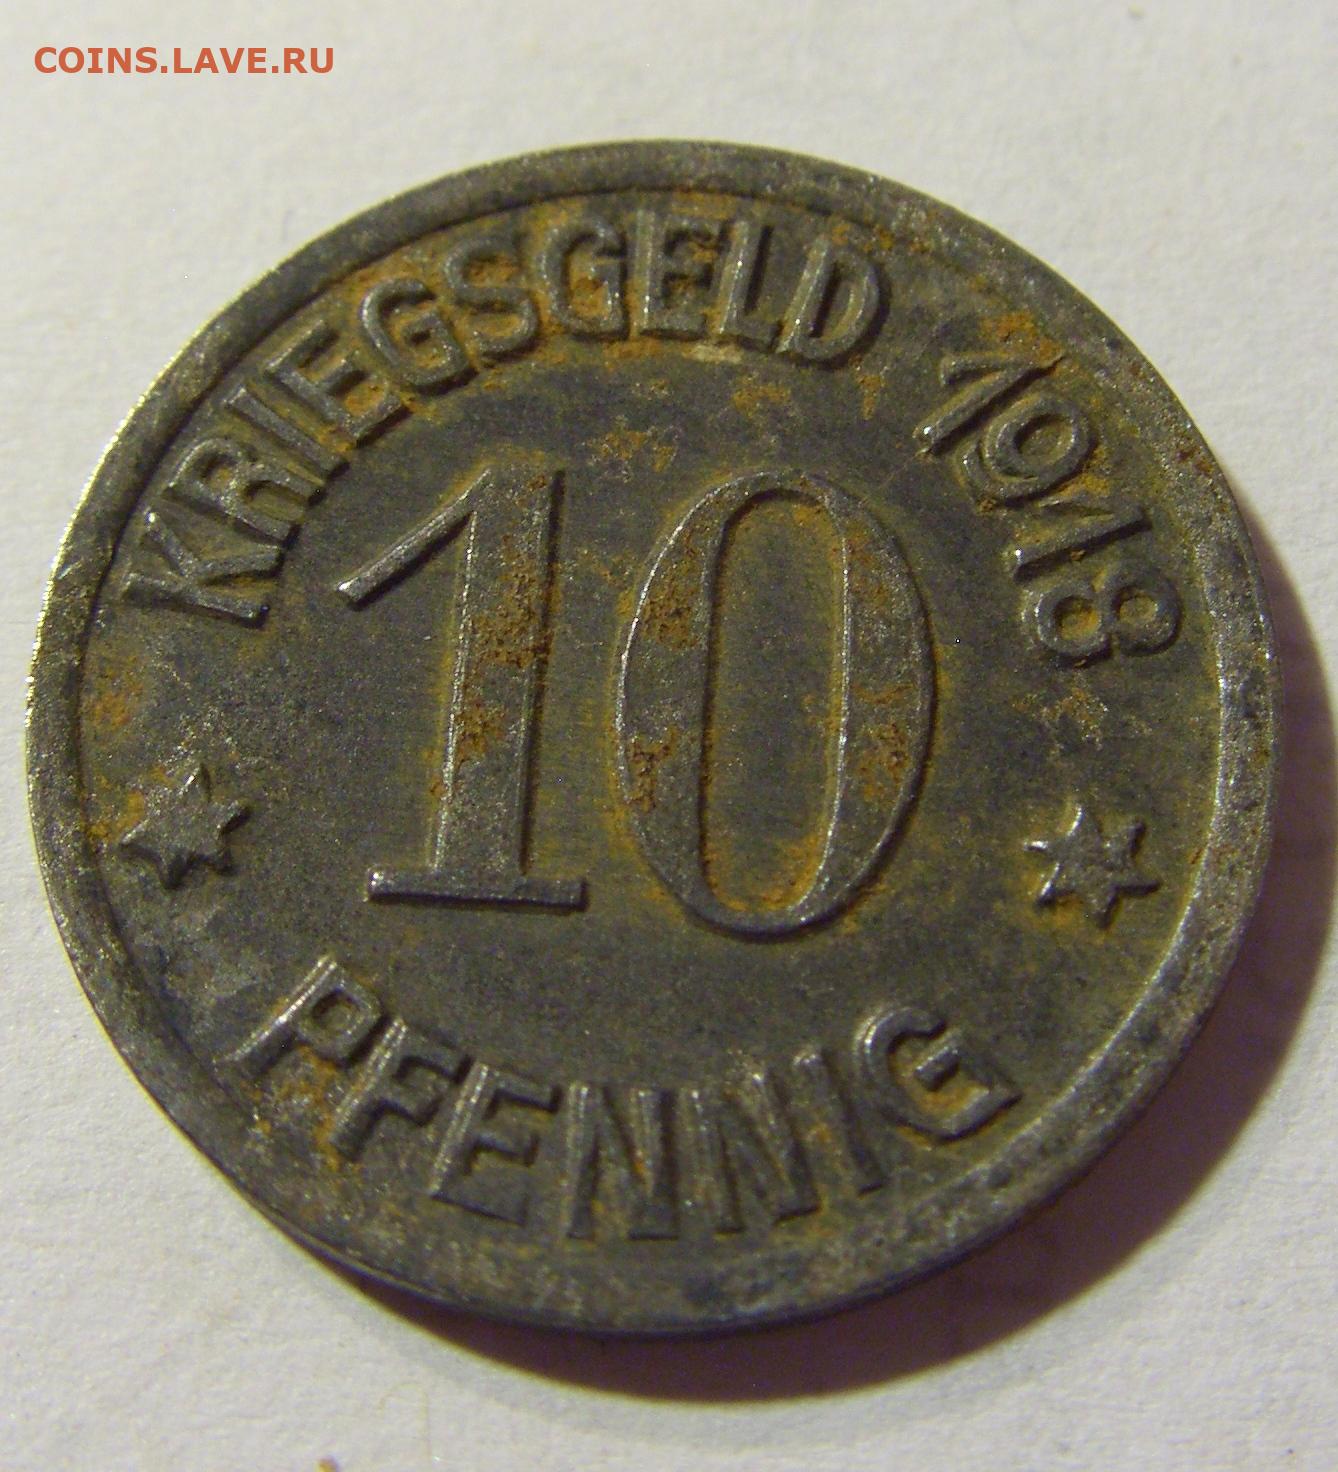 COINS.LAVE.RU
KRIEGSGELD 1918
10
PFENNIG